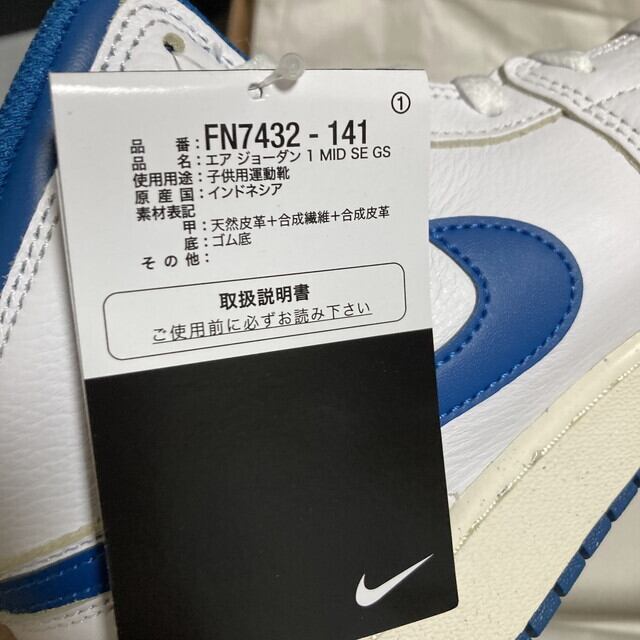 ①
品番：FN7432 - 141
品名：エア ジョーダン 1 MID SE GS
使用用途：子供用運動靴
原産国：インドネシア
素材表記
甲：天然皮革＋合成繊維＋合成皮革
底：ゴム底
その他：
取扱説明書
ご使用前に必ずお読み下さい